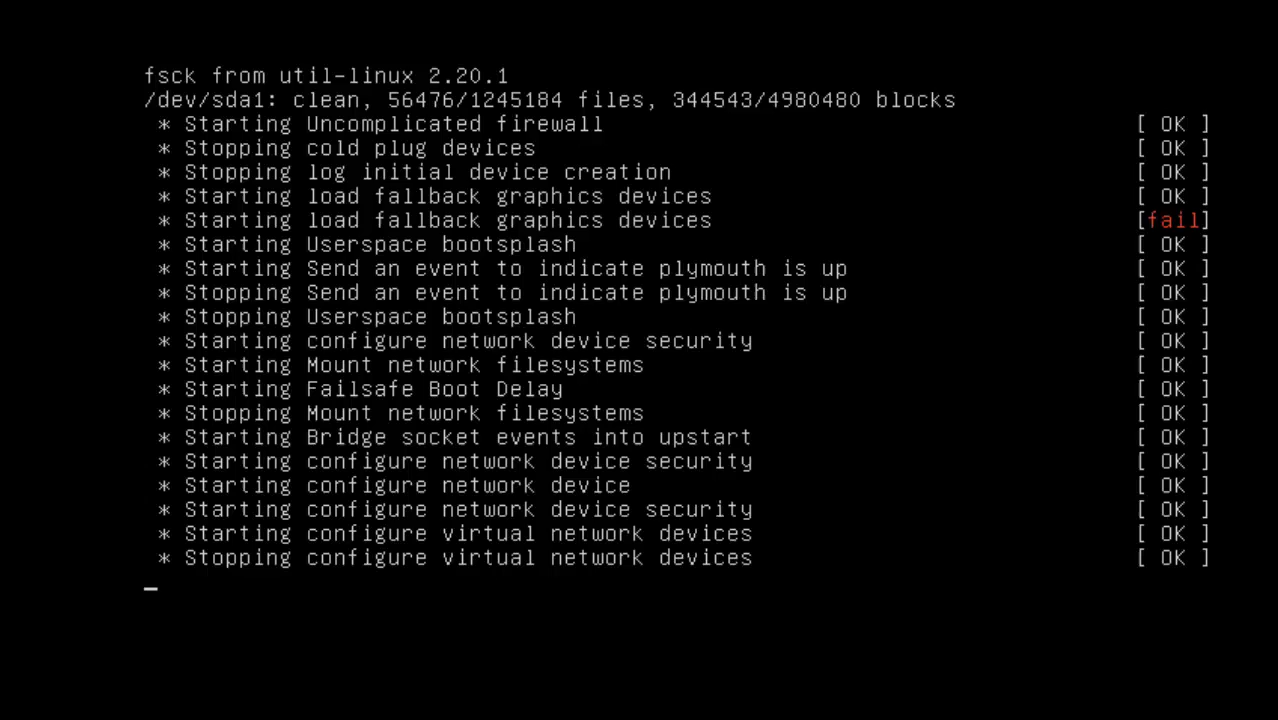 fsck from util-linux 2.20.1
/dev/sda1: clean, 56476/1245184 files, 344543/4980480 blocks
 * Starting Uncomplicated firewall [ OK ]
 * Stopping cold plug devices [ OK ]
 * Stopping log initial device creation [ OK ]
 * Starting load fallback graphics devices [ OK ]
 * Starting load fallback graphics devices [fail]
 * Starting Userspace bootsplash [ OK ]
 * Starting Send an event to indicate plymouth is up [ OK ]
 * Stopping Send an event to indicate plymouth is up [ OK ]
 * Stopping Userspace bootsplash [ OK ]
 * Starting configure network device security [ OK ]
 * Starting Mount network filesystems [ OK ]
 * Starting Failsafe Boot Delay [ OK ]
 * Stopping Mount network filesystems [ OK ]
 * Starting Bridge socket events into upstart [ OK ]
 * Starting configure network device security [ OK ]
 * Starting configure network device [ OK ]
 * Starting configure network device security [ OK ]
 * Starting configure virtual network devices [ OK ]
 * Stopping configure virtual network devices [ OK ]